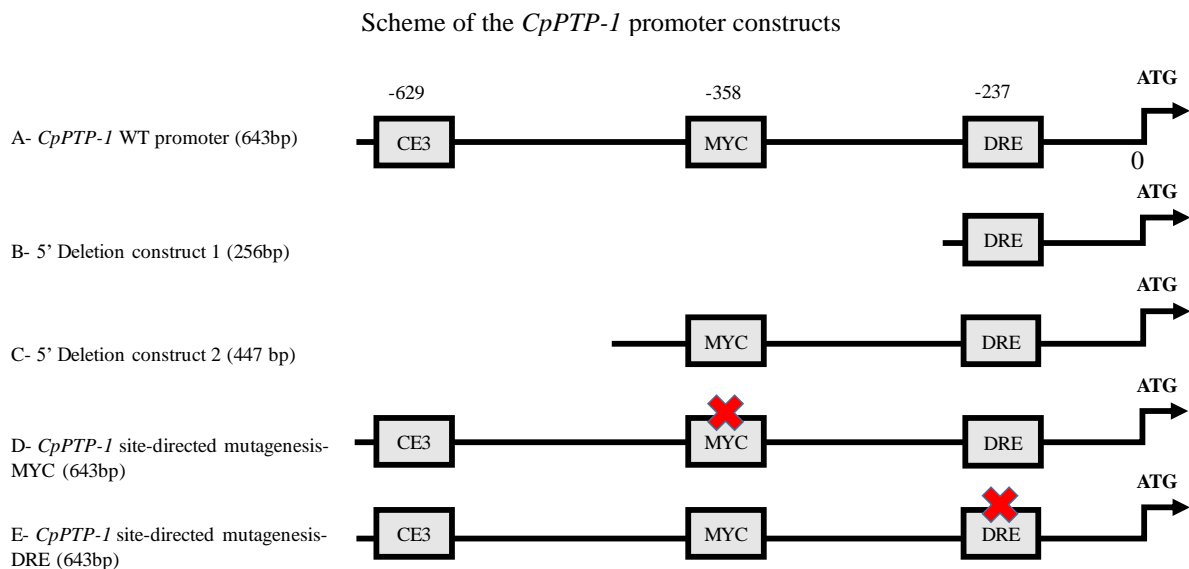 Scheme of the CpPTP-1 promoter constructs
ATG
-629 -358 -237
A- CpPTP-1 WT promoter (643bp) CE3 MYC DRE
0
ATG
B- 5’ Deletion construct 1 (256bp) DRE
ATG
C- 5’ Deletion construct 2 (447 bp) MYC DRE
ATG
D- CpPTP-1 site-directed mutagenesis- CE3 MYC DRE
MYC (643bp)
ATG
E- CpPTP-1 site-directed mutagenesis- CE3 MYC DRE
DRE (643bp)